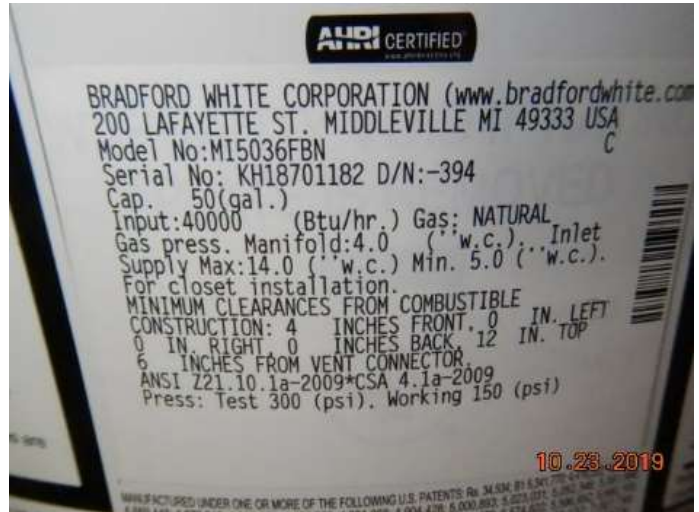 AHRI CERTIFIED
BRADFORD WHITE CORPORATION (www.bradfordwhite.com
200 LAFAYETTE ST. MIDDLEVILLE MI 49333 USA
Model No:MI5036FBN C
Serial No: KH18701182 D/N:-394
Cap. 50(gal.)
Input:40000 (Btu/hr.) Gas: NATURAL
Gas press. Manifold:4.0 (''w.c.)...Inlet
Supply Max:14.0 (''w.c.) Min. 5.0 (''w.c.).
For closet installation.
MINIMUM CLEARANCES FROM COMBUSTIBLE
CONSTRUCTION: 4 INCHES FRONT, 0 IN. LEFT
0 IN. RIGHT, 0 INCHES BACK, 12 IN. TOP
6 INCHES FROM VENT CONNECTOR.
ANSI Z21.10.1a-2009*CSA 4.1a-2009
Press: Test 300 (psi). Working 150 (psi)
10.23.2019
MANUFACTURED UNDER ONE OR MORE OF THE FOLLOWING U.S. PATENTS: